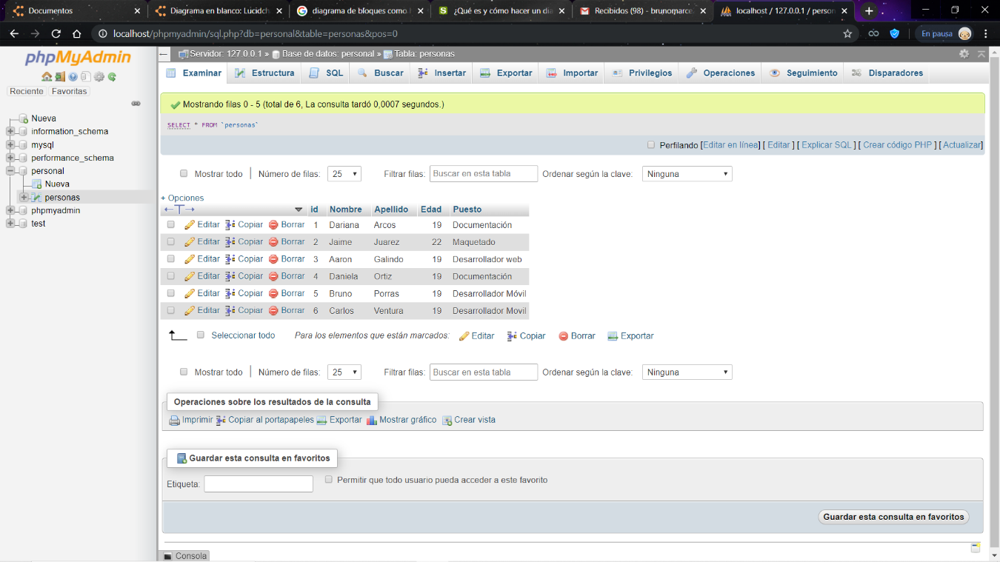 Documentos
Diagrama en blanco: Lucidch
diagrama de bloques como h
¿Qué es y cómo hacer un dia
Recibidos (98) - brunomarce
localhost / 127.0.0.1 / person
localhost/phpmyadmin/sql.php?db=personal&table=personas&pos=0
En pausa
phpMyAdmin
Reciente Favoritas
Nueva
information_schema
mysql
performance_schema
personal
Nueva
personas
phpmyadmin
test
Servidor: 127.0.0.1 » Base de datos: personal » Tabla: personas
Examinar Estructura SQL Buscar Insertar Exportar Importar Privilegios Operaciones Seguimiento Disparadores
Mostrando filas 0 - 5 (total de 6, La consulta tardó 0,0007 segundos.)
SELECT * FROM `personas`
Perfilando [Editar en línea] [ Editar ] [ Explicar SQL ] [ Crear código PHP ] [ Actualizar]
Mostrar todo | Número de filas: 25 Filtrar filas: Buscar en esta tabla Ordenar según la clave: Ninguna
+ Opciones
←T→ id Nombre Apellido Edad Puesto
Editar Copiar Borrar 1 Dariana Arcos 19 Documentación
Editar Copiar Borrar 2 Jaime Juarez 22 Maquetado
Editar Copiar Borrar 3 Aaron Galindo 19 Desarrollador web
Editar Copiar Borrar 4 Daniela Ortiz 19 Documentación
Editar Copiar Borrar 5 Bruno Porras 19 Desarrollador Móvil
Editar Copiar Borrar 6 Carlos Ventura 19 Desarrollador Movil
Seleccionar todo Para los elementos que están marcados: Editar Copiar Borrar Exportar
Mostrar todo | Número de filas: 25 Filtrar filas: Buscar en esta tabla Ordenar según la clave: Ninguna
Operaciones sobre los resultados de la consulta
Imprimir Copiar al portapapeles Exportar Mostrar gráfico Crear vista
Guardar esta consulta en favoritos
Etiqueta: Permitir que todo usuario pueda acceder a este favorito
Guardar esta consulta en favoritos
Consola